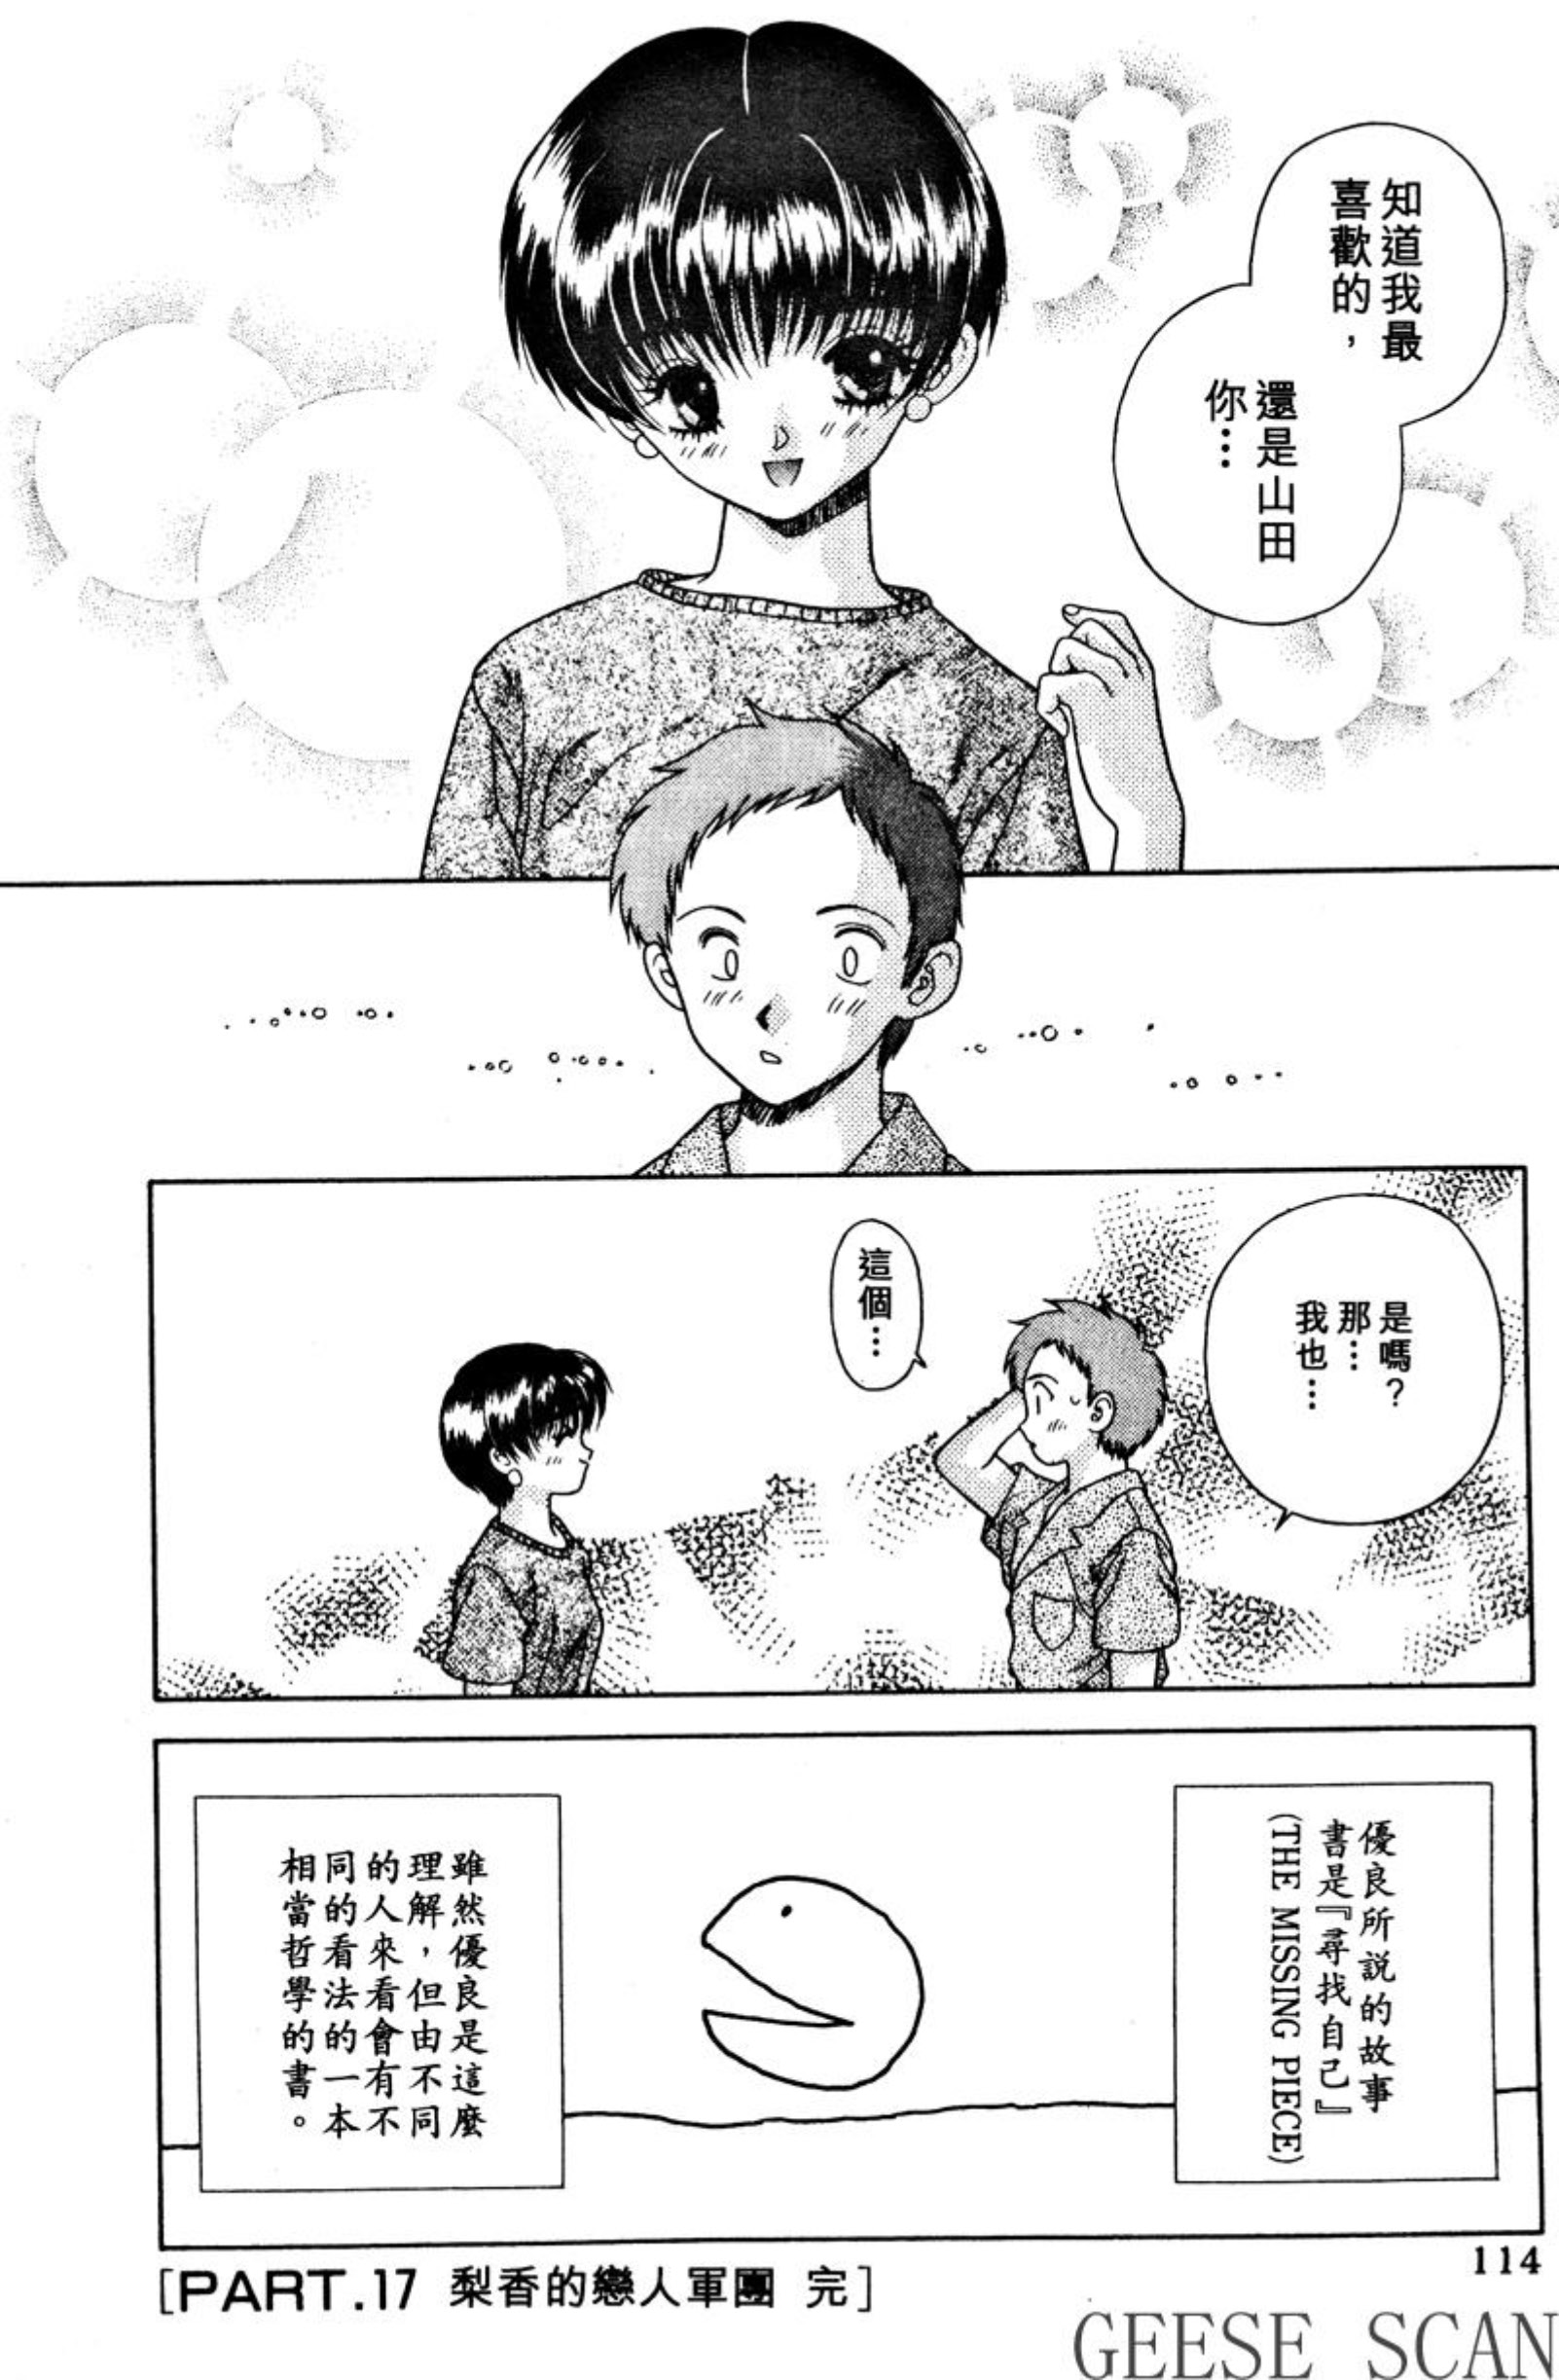 知道我最
喜歡的，
還是山田
你…
是嗎？
那…
我也…
這個…
優良所說的故事
書是『尋找自己』
(THE MISSING PIECE)
雖然優良是這麼
理解，但由不同
的人來看會有不
同的看法的一本
相當哲學的書。
114
[PART.17 梨香的戀人軍團 完]
GEESE SCAN